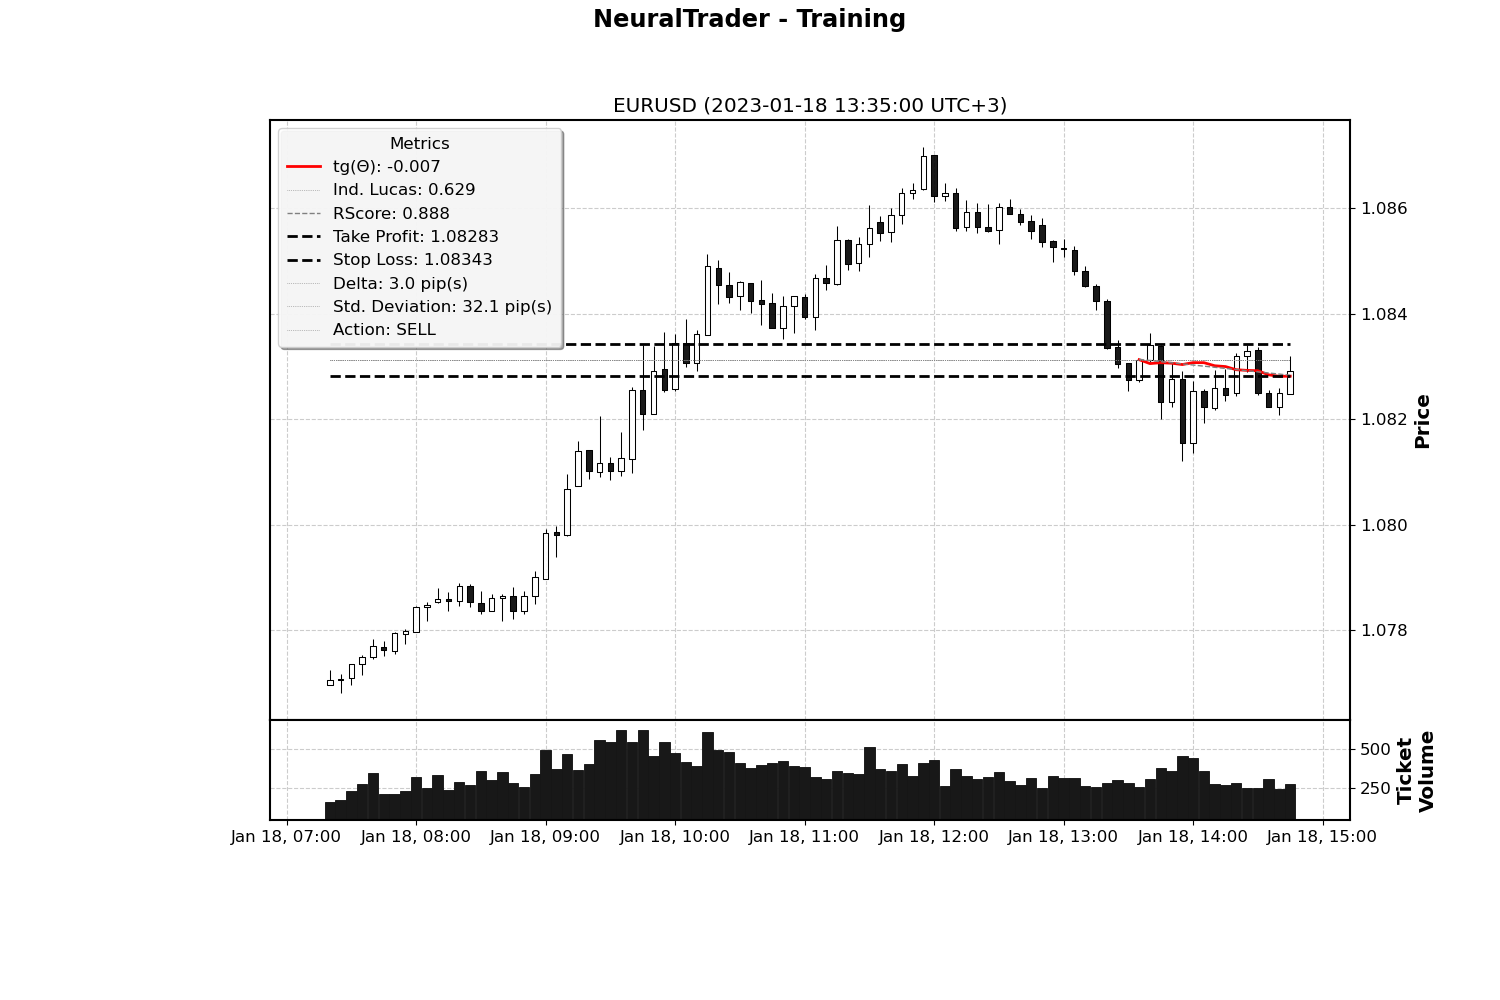 NeuralTrader - Training
EURUSD (2023-01-18 13:35:00 UTC+3)
Metrics
tg(Θ): -0.007
Ind. Lucas: 0.629
RScore: 0.888
Take Profit: 1.08283
Stop Loss: 1.08343
Delta: 3.0 pip(s)
Std. Deviation: 32.1 pip(s)
Action: SELL
1.086
1.084
1.082
1.080
1.078
Price
500
250
Ticket
Volume
Jan 18, 07:00 Jan 18, 08:00 Jan 18, 09:00 Jan 18, 10:00 Jan 18, 11:00 Jan 18, 12:00 Jan 18, 13:00 Jan 18, 14:00 Jan 18, 15:00